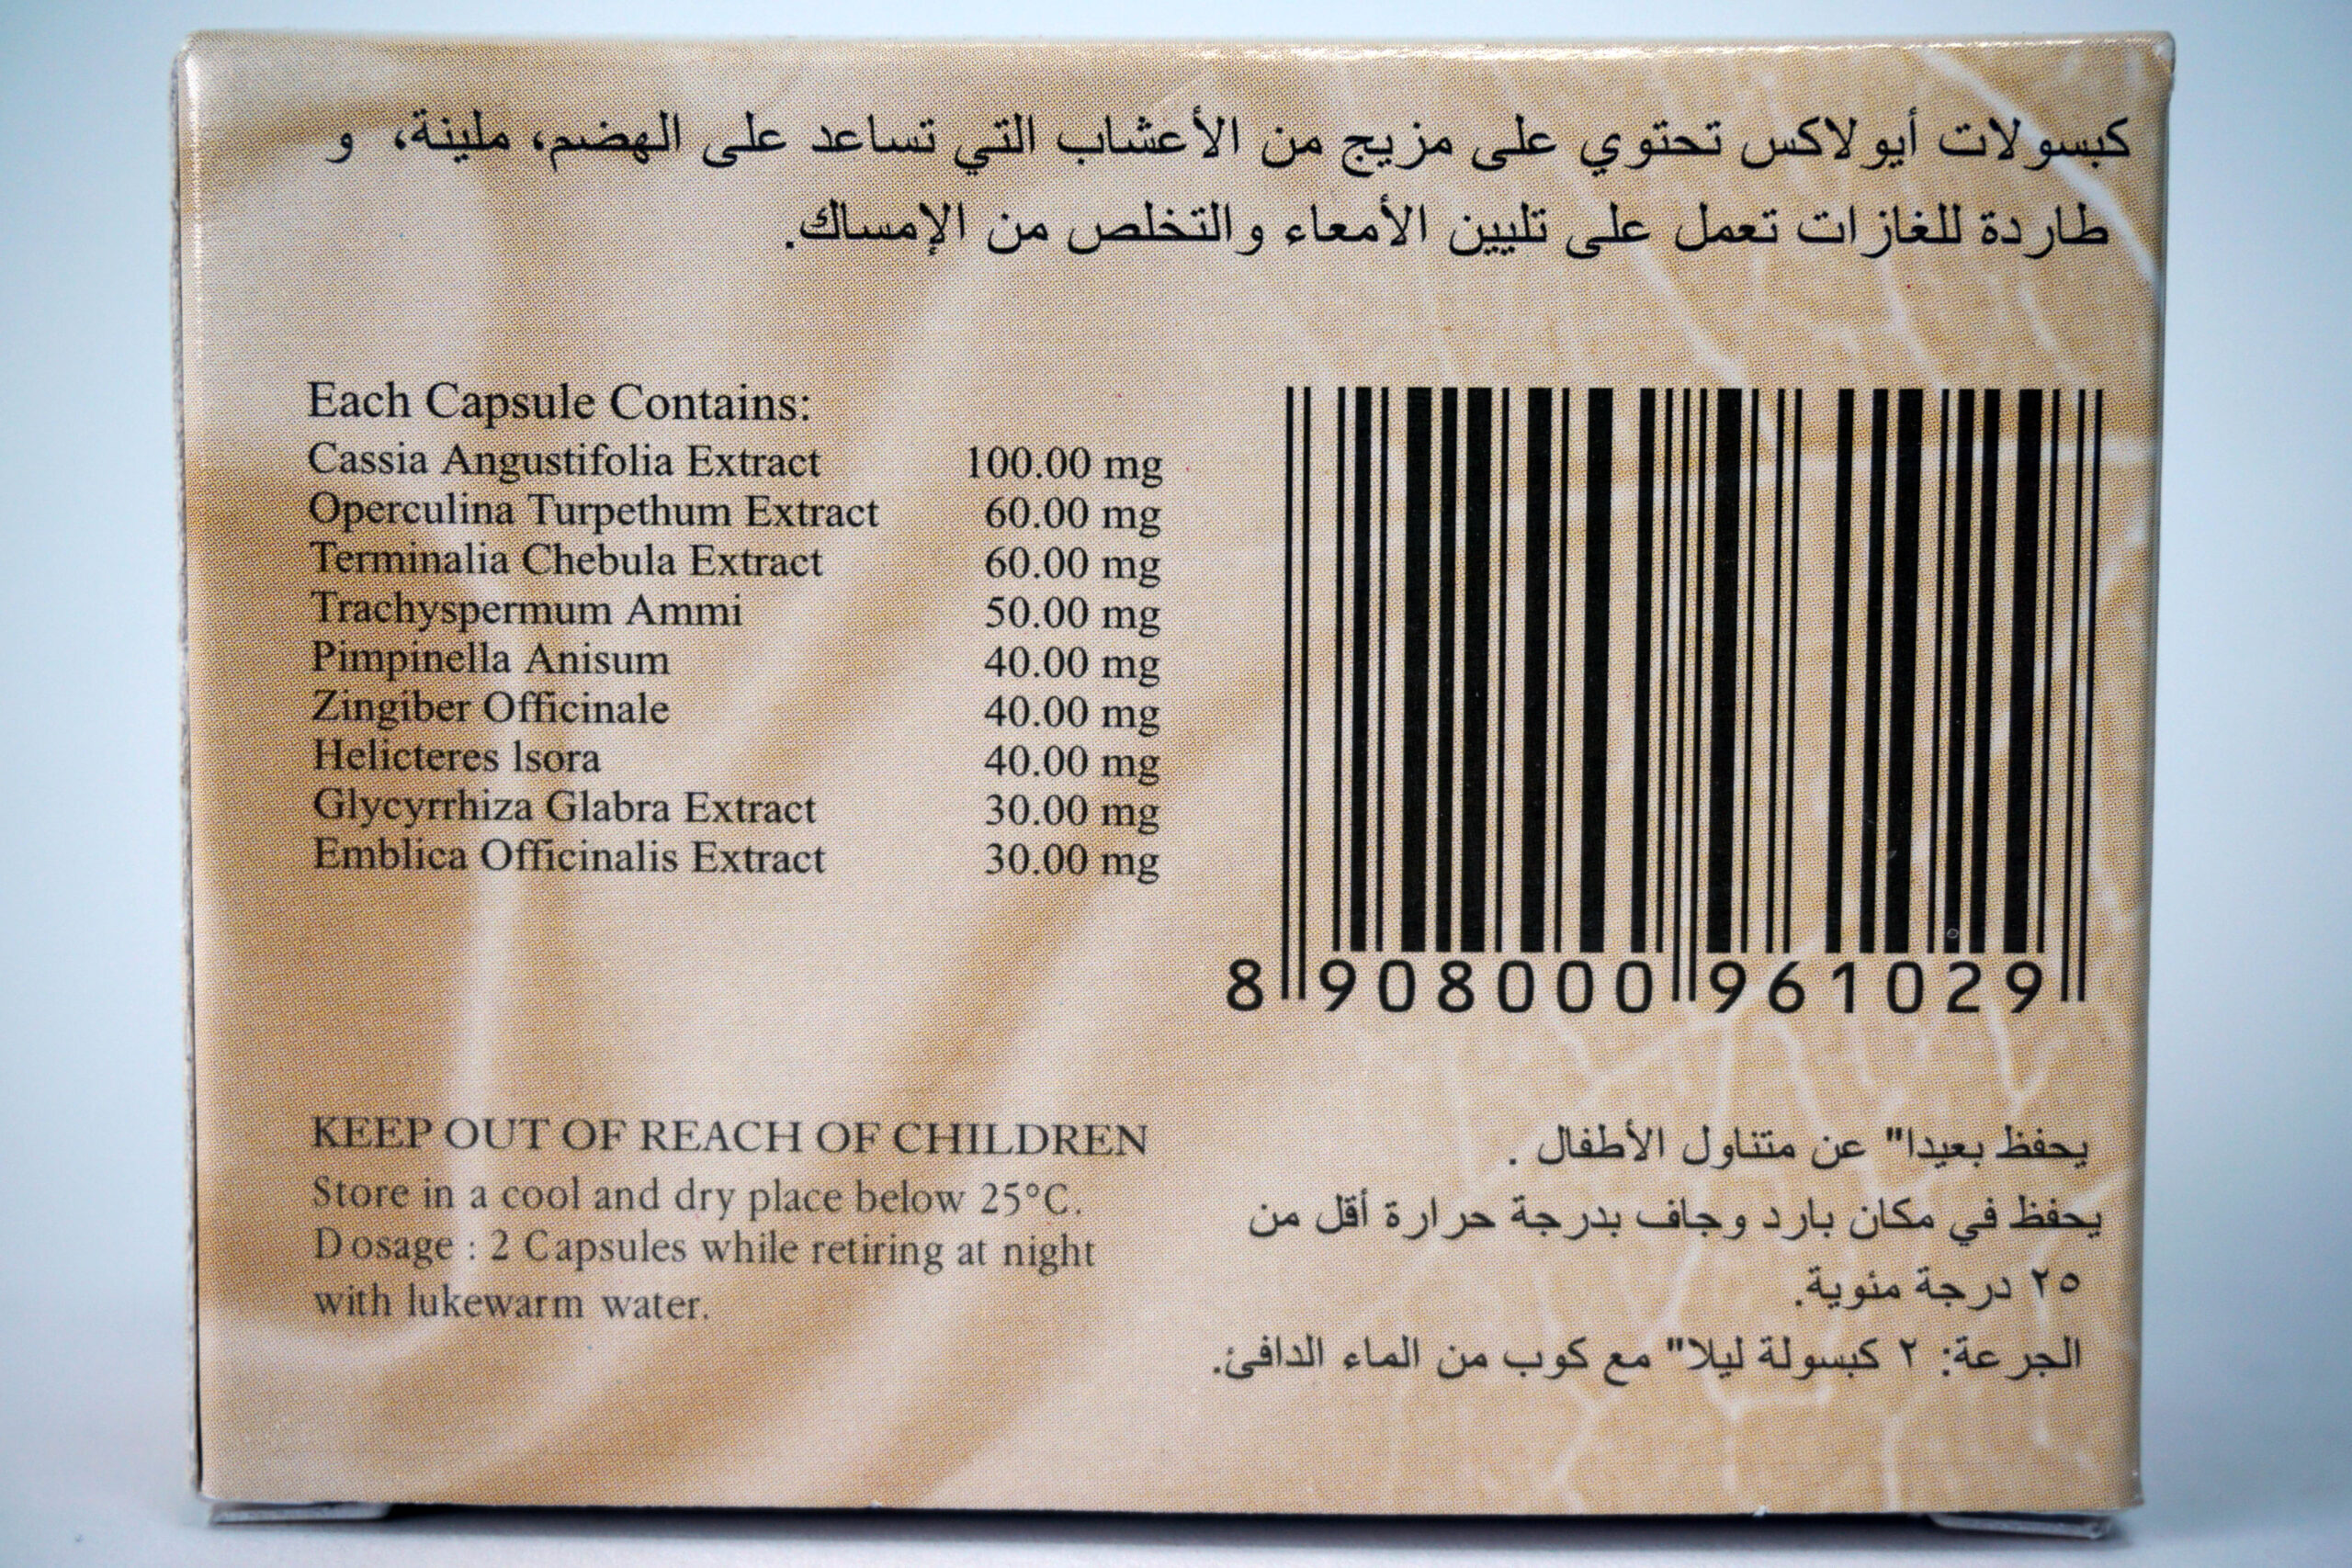 كبسولات أيولاكس تحتوي على مزيج من الأعشاب التي تساعد على الهضم، ملينة، و
طاردة للغازات تعمل على تليين الأمعاء والتخلص من الإمساك.
Each Capsule Contains:
Cassia Angustifolia Extract 100.00 mg
Operculina Turpethum Extract 60.00 mg
Terminalia Chebula Extract 60.00 mg
Trachyspermum Ammi 50.00 mg
Pimpinella Anisum 40.00 mg
Zingiber Officinale 40.00 mg
Helicteres Isora 40.00 mg
Glycyrrhiza Glabra Extract 30.00 mg
Emblica Officinalis Extract 30.00 mg
8 908000 961029
KEEP OUT OF REACH OF CHILDREN
Store in a cool and dry place below 25°C.
Dosage : 2 Capsules while retiring at night
with lukewarm water.
يحفظ بعيدا" عن متناول الأطفال .
يحفظ في مكان بارد وجاف بدرجة حرارة أقل من
٢٥ درجة مئوية.
الجرعة: ٢ كبسولة ليلا" مع كوب من الماء الدافئ.